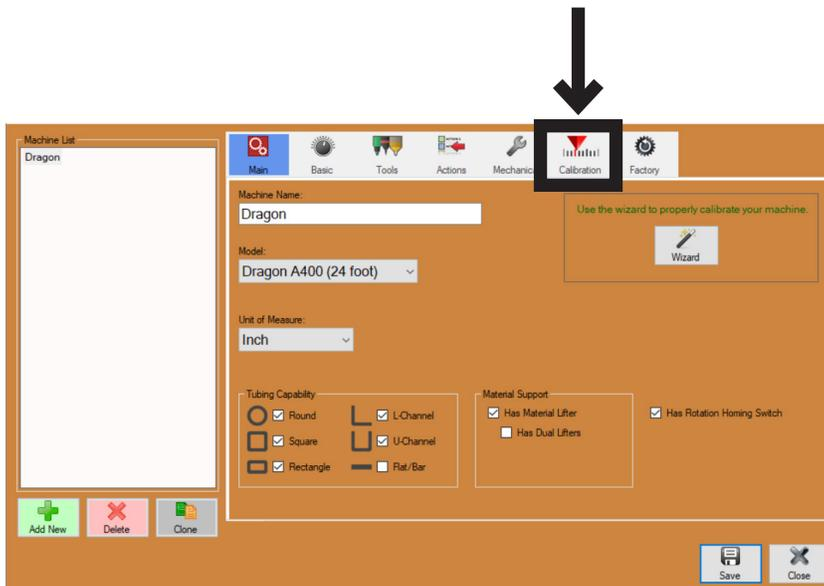 Machine List
Dragon
Main
Basic
Tools
Actions
Mechanic
Calibration
Factory
Machine Name:
Dragon
Use the wizard to properly calibrate your machine.
Wizard
Model:
Dragon A400 (24 foot)
Unit of Measure:
Inch
Tubing Capability
Round
L-Channel
Square
U-Channel
Rectangle
Flat/Bar
Material Support
Has Material Lifter
Has Dual Lifters
Has Rotation Homing Switch
Add New
Delete
Clone
Save
Close